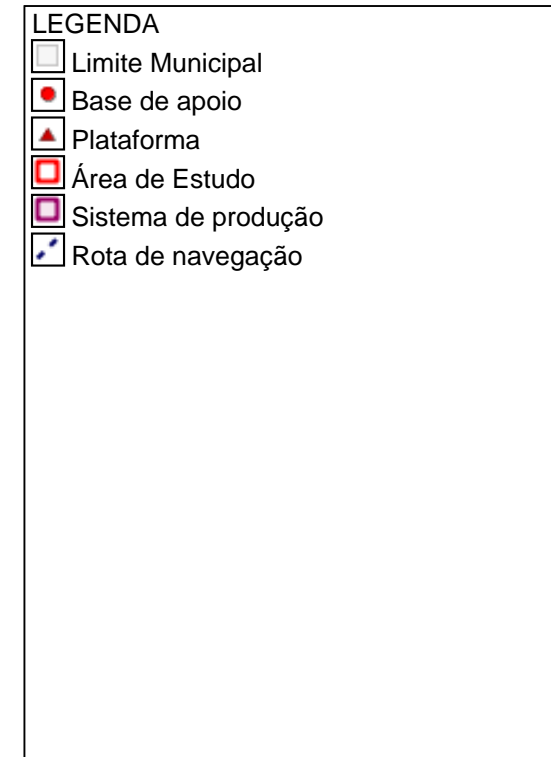 LEGENDA
Limite Municipal
Base de apoio
Plataforma
Área de Estudo
Sistema de produção
Rota de navegação